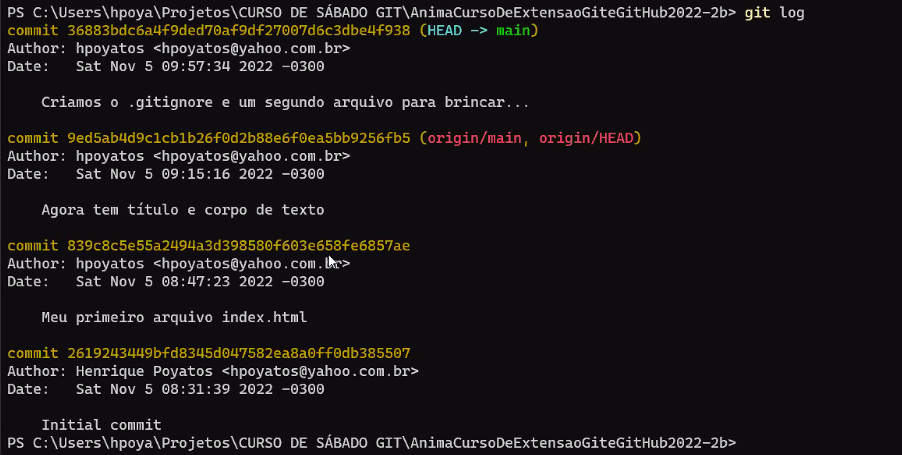 PS C:\Users\hpoya\Projetos\CURSO DE SÁBADO GIT\AnimaCursoDeExtensaoGiteGitHub2022-2b> git log
commit 36883bdc6a4f9ded70af9df27007d6c3dbe4f938 (HEAD -> main)
Author: hpoyatos <hpoyatos@yahoo.com.br>
Date:   Sat Nov 5 09:57:34 2022 -0300
    Criamos o .gitignore e um segundo arquivo para brincar...
commit 9ed5ab4d9c1cb1b26f0d2b88e6f0ea5bb9256fb5 (origin/main, origin/HEAD)
Author: hpoyatos <hpoyatos@yahoo.com.br>
Date:   Sat Nov 5 09:15:16 2022 -0300
    Agora tem título e corpo de texto
commit 839c8c5e55a2494a3d398580f603e658fe6857ae
Author: hpoyatos <hpoyatos@yahoo.com.br>
Date:   Sat Nov 5 08:47:23 2022 -0300
    Meu primeiro arquivo index.html
commit 2619243449bfd8345d047582ea8a0ff0db385507
Author: Henrique Poyatos <hpoyatos@yahoo.com.br>
Date:   Sat Nov 5 08:31:39 2022 -0300
    Initial commit
PS C:\Users\hpoya\Projetos\CURSO DE SÁBADO GIT\AnimaCursoDeExtensaoGiteGitHub2022-2b>